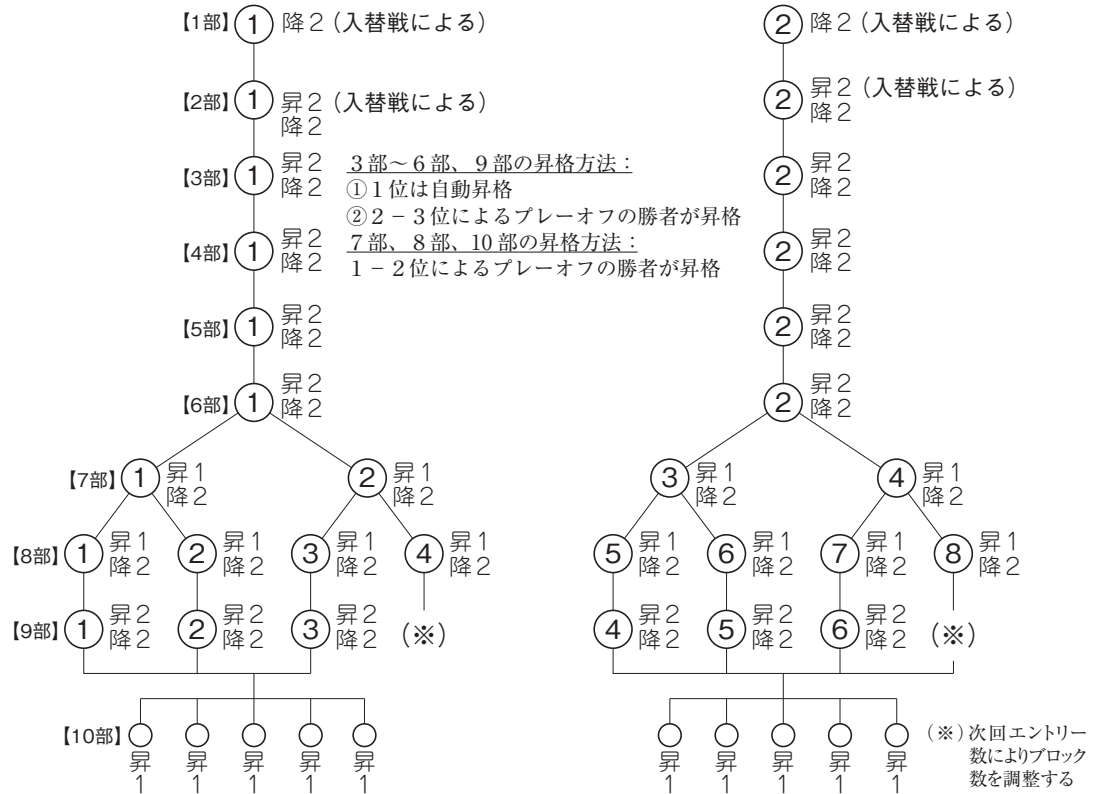 【1部】 1 降2（入替戦による） 2 降2（入替戦による）
【2部】 1 昇2（入替戦による） 2 昇2（入替戦による）
降2 降2
【3部】 1 昇2 2 昇2
降2 降2
3部～6部、9部の昇格方法：
①1位は自動昇格
②2－3位によるプレーオフの勝者が昇格
7部、8部、10部の昇格方法：
1－2位によるプレーオフの勝者が昇格
【4部】 1 昇2 2 昇2
降2 降2
【5部】 1 昇2 2 昇2
降2 降2
【6部】 1 昇2 2 昇2
降2 降2
【7部】 1 昇1 2 昇1 3 昇1 4 昇1
降2 降2 降2 降2
【8部】 1 昇1 2 昇1 3 昇1 4 昇1 5 昇1 6 昇1 7 昇1 8 昇1
降2 降2 降2 降2 降2 降2 降2 降2
【9部】 1 昇2 2 昇2 3 昇2 （※） 4 昇2 5 昇2 6 昇2 （※）
降2 降2 降2 降2 降2 降2
【10部】
昇1 昇1 昇1 昇1 昇1 昇1 昇1 昇1 昇1 昇1
（※）次回エントリー
数によりブロック
数を調整する